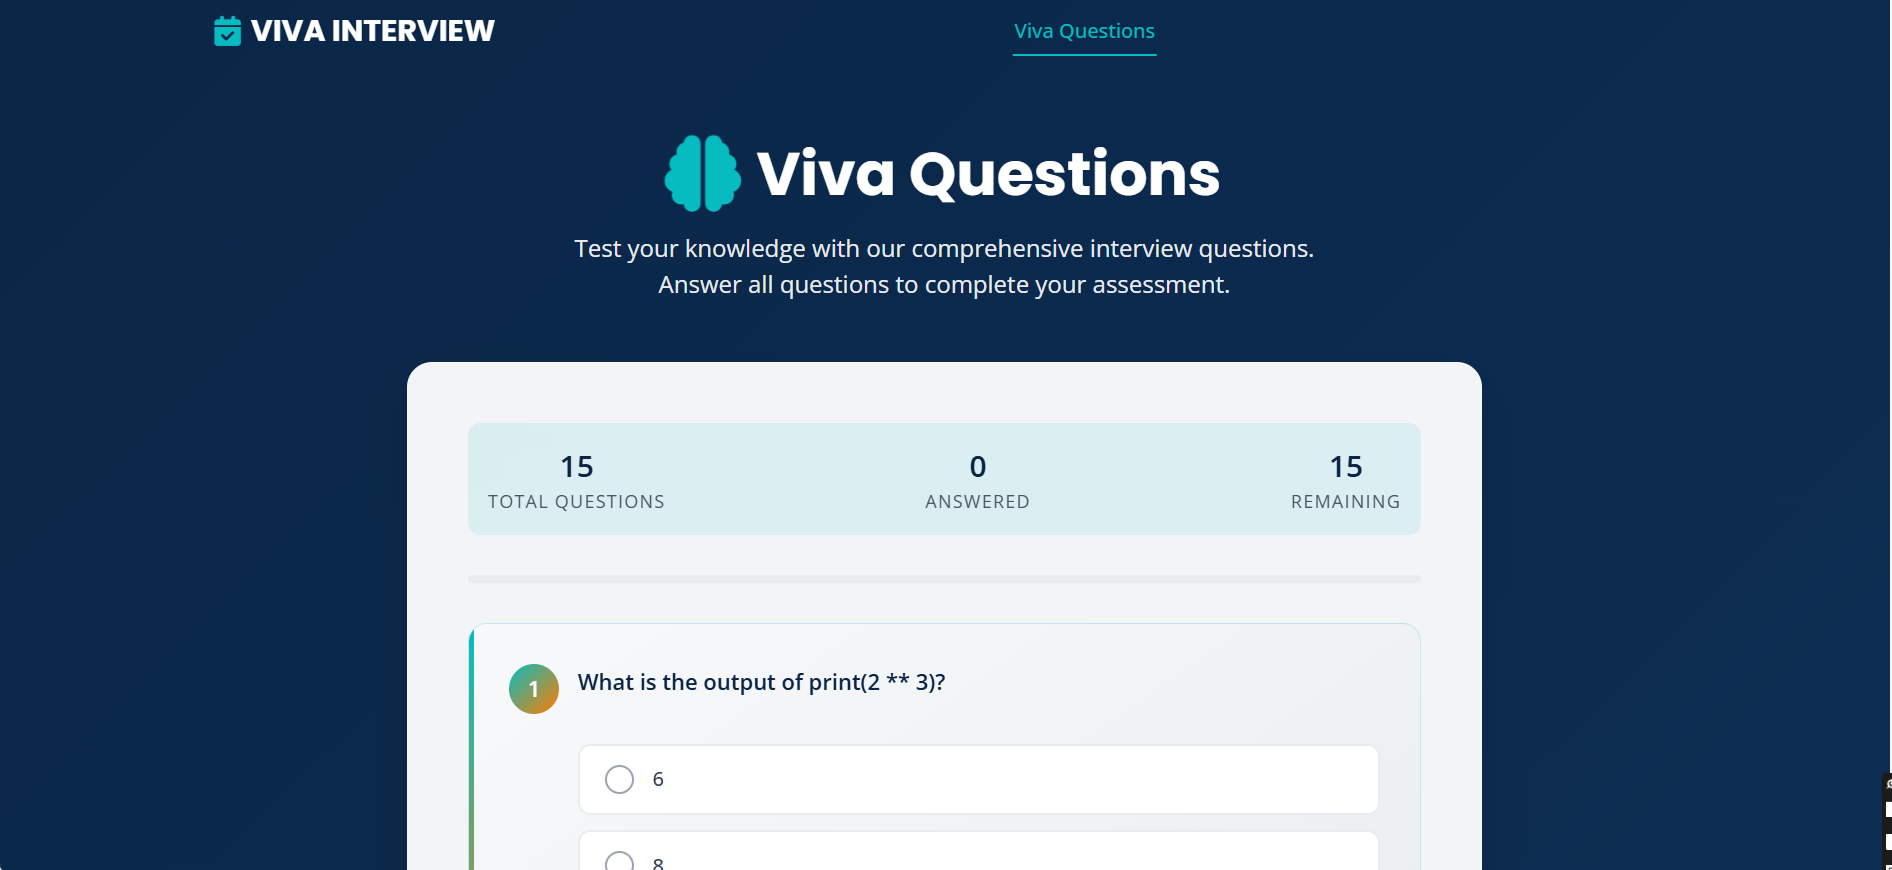 VIVA INTERVIEW
Viva Questions
Viva Questions
Test your knowledge with our comprehensive interview questions.
Answer all questions to complete your assessment.
15
TOTAL QUESTIONS
0
ANSWERED
15
REMAINING
1
What is the output of print(2 ** 3)?
6
8